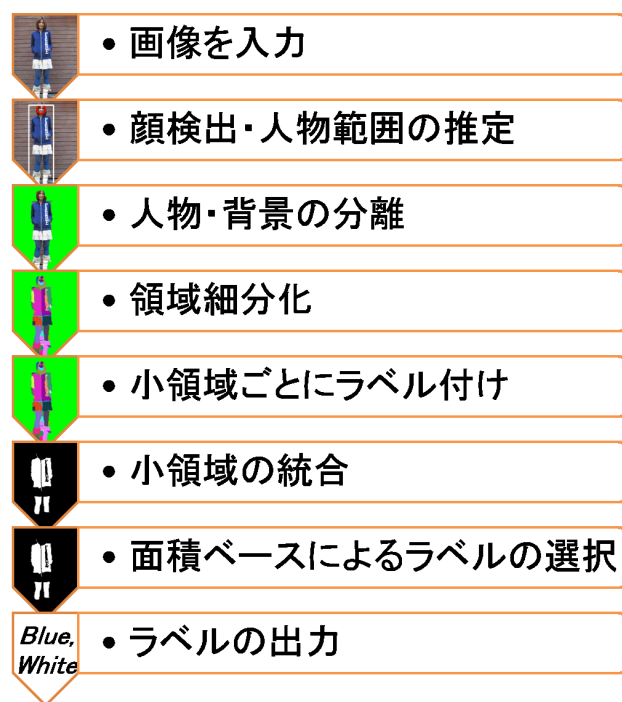 • 画像を入力
• 顔検出・人物範囲の推定
• 人物・背景の分離
• 領域細分化
• 小領域ごとにラベル付け
• 小領域の統合
• 面積ベースによるラベルの選択
Blue,
White
• ラベルの出力